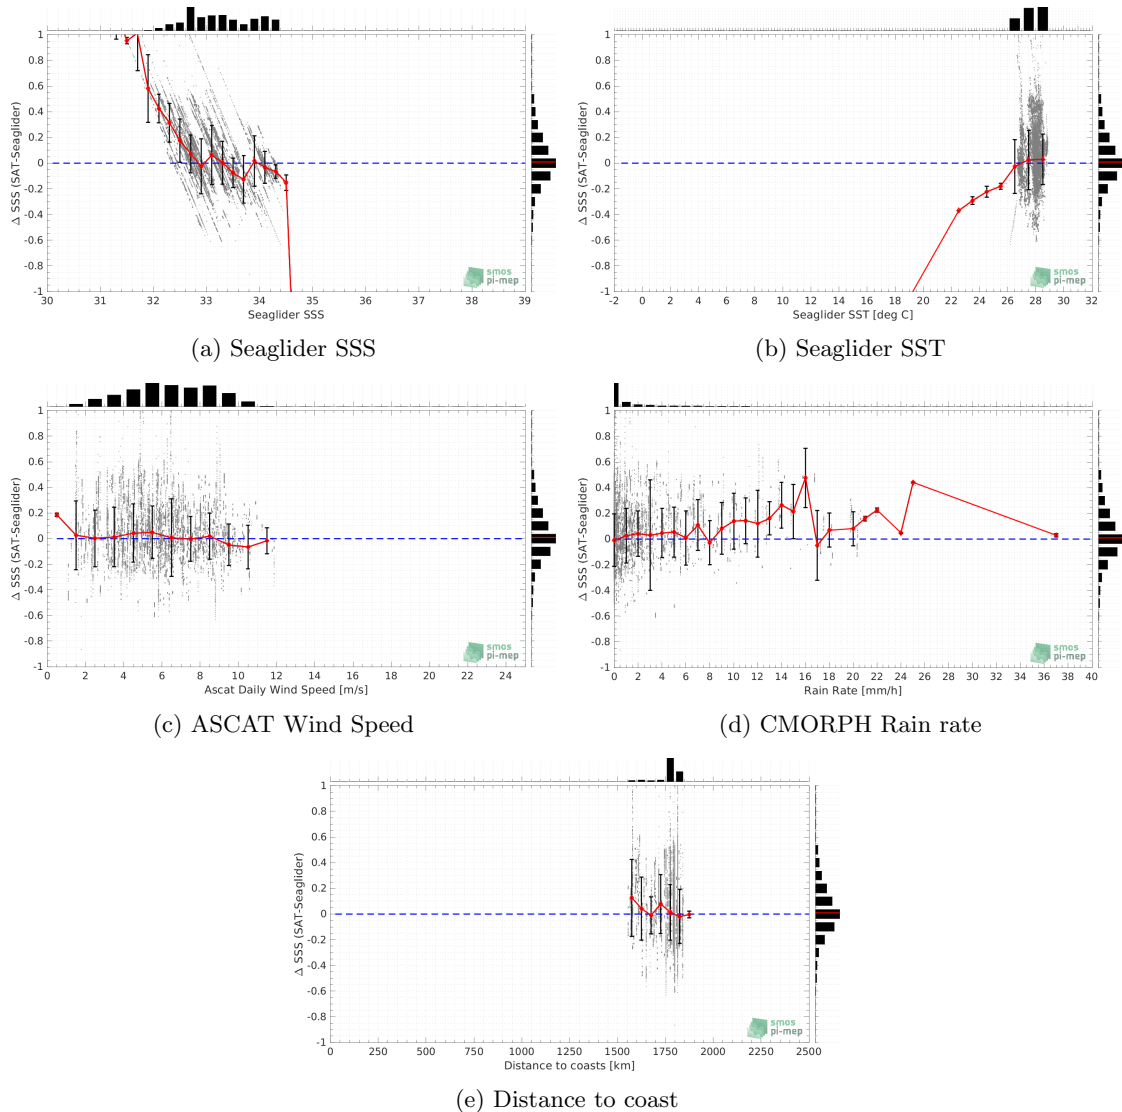 Δ SSS (SAT-Seaglider)
1
0.8
0.6
0.4
0.2
0
-0.2
-0.4
-0.6
-0.8
-1
30 31 32 33 34 35 36 37 38 39
Seaglider SSS
smos
pi-mep
(a) Seaglider SSS
Δ SSS (SAT-Seaglider)
1
0.8
0.6
0.4
0.2
0
-0.2
-0.4
-0.6
-0.8
-1
-2 0 2 4 6 8 10 12 14 16 18 20 22 24 26 28 30 32
Seaglider SST [deg C]
smos
pi-mep
(b) Seaglider SST
Δ SSS (SAT-Seaglider)
1
0.8
0.6
0.4
0.2
0
-0.2
-0.4
-0.6
-0.8
-1
0 2 4 6 8 10 12 14 16 18 20 22 24
Ascat Daily Wind Speed [m/s]
smos
pi-mep
(c) ASCAT Wind Speed
Δ SSS (SAT-Seaglider)
1
0.8
0.6
0.4
0.2
0
-0.2
-0.4
-0.6
-0.8
-1
0 2 4 6 8 10 12 14 16 18 20 22 24 26 28 30 32 34 36 38 40
Rain Rate [mm/h]
smos
pi-mep
(d) CMORPH Rain rate
Δ SSS (SAT-Seaglider)
1
0.8
0.6
0.4
0.2
0
-0.2
-0.4
-0.6
-0.8
-1
0 250 500 750 1000 1250 1500 1750 2000 2250 2500
Distance to coasts [km]
smos
pi-mep
(e) Distance to coast